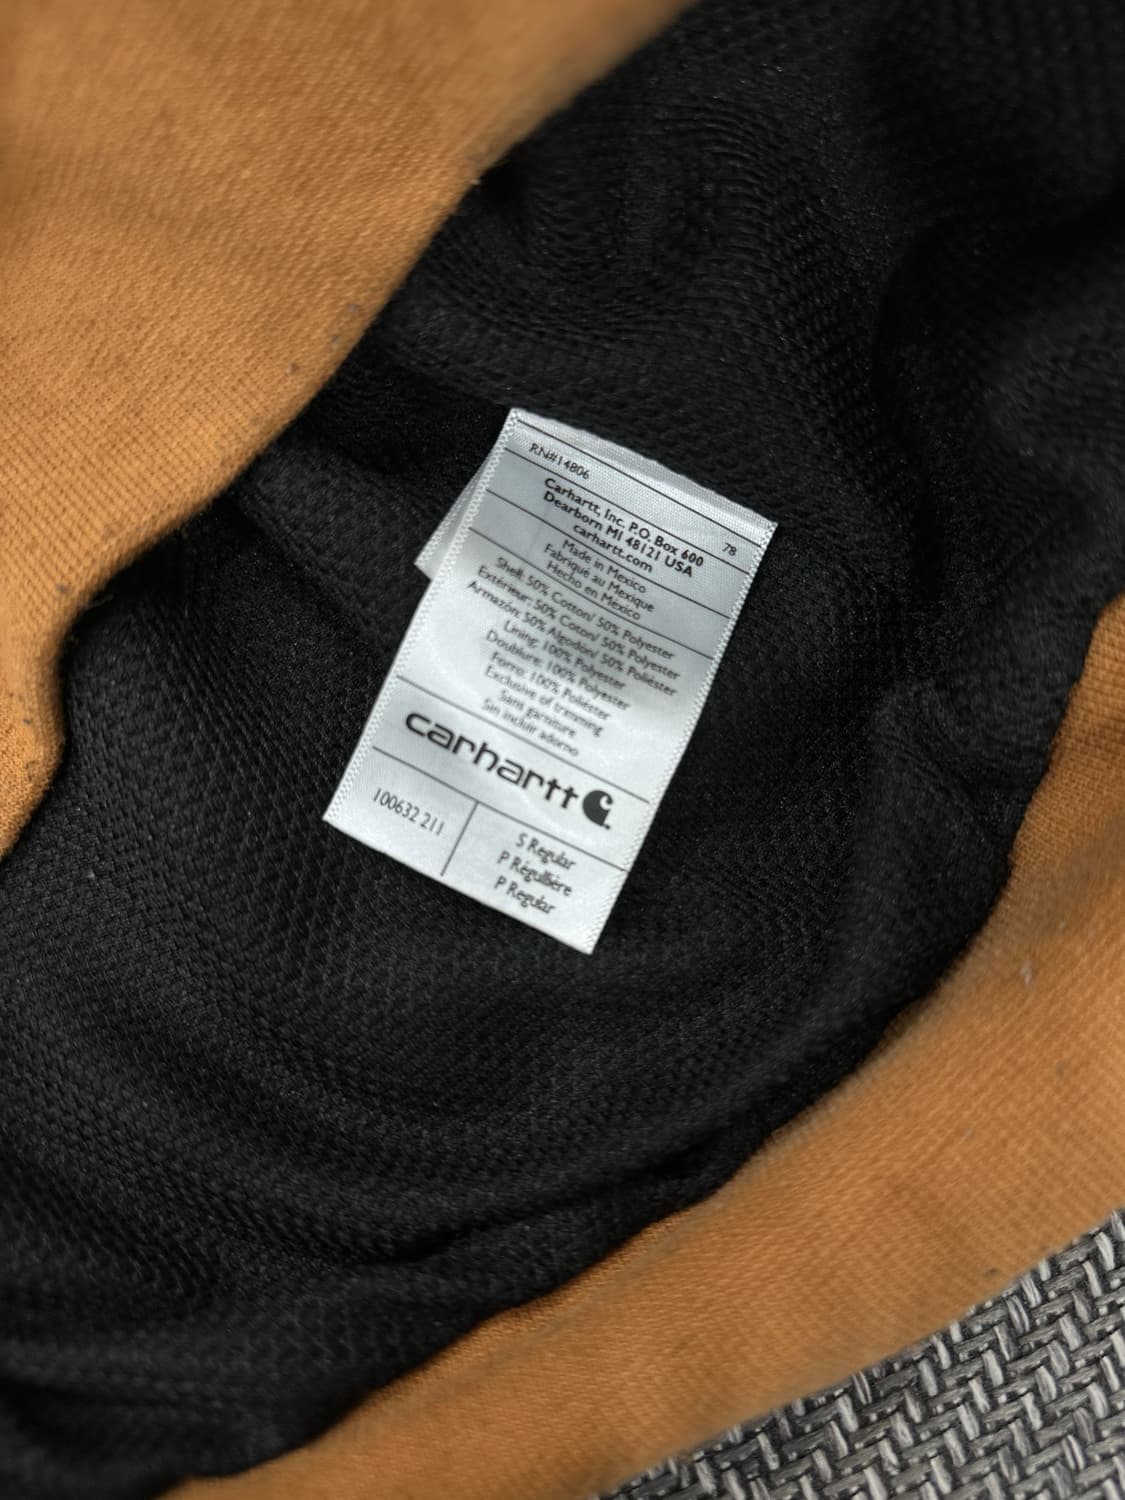 RN#14806
78
Carhartt, Inc. P.O. Box 600
Dearborn MI 48121 USA
carhartt.com
Made in Mexico
Fabriqué au Mexique
Hecho en Mexico
Shell: 50% Cotton/ 50% Polyester
Extérieur: 50% Coton/ 50% Polyester
Armazón: 50% Algodón/ 50% Poliéster
Lining: 100% Polyester
Doublure: 100% Polyester
Forro: 100% Poliéster
Exclusive of trimming
Sans garniture
Sin incluir adorno
carhartt
100632 211
S Regular
P Régulière
P Regular